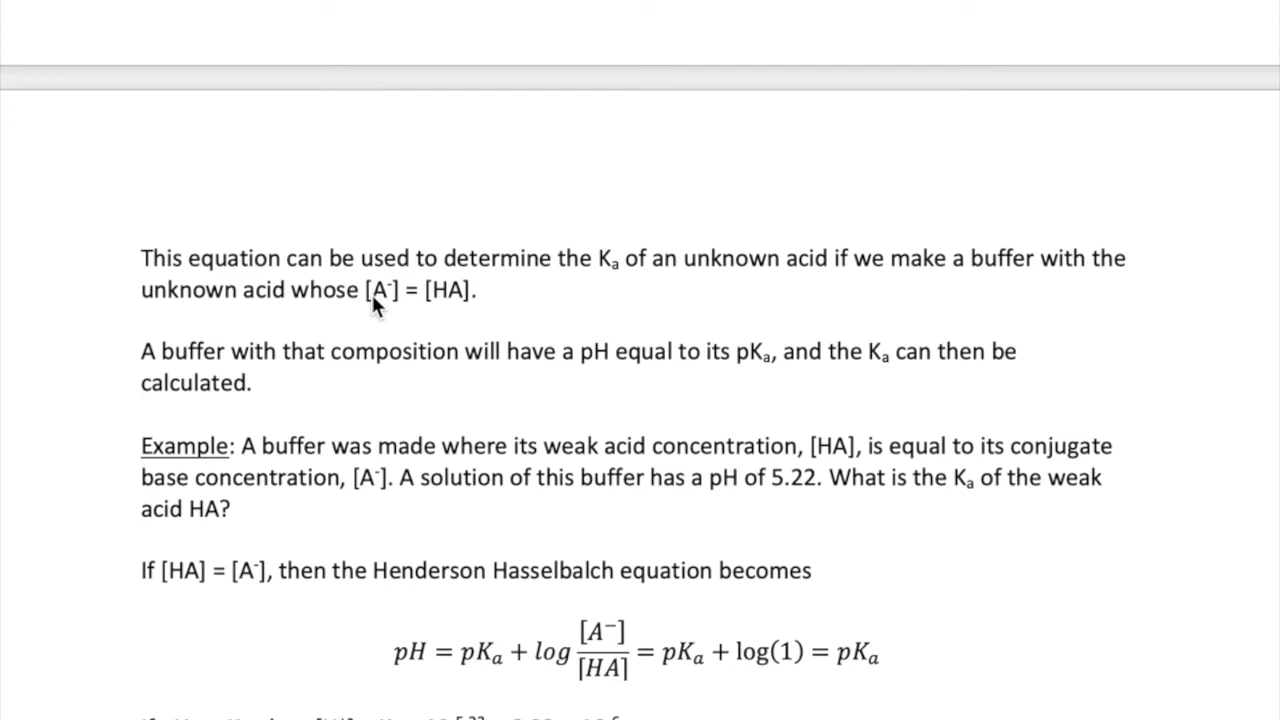 This equation can be used to determine the Kₐ of an unknown acid if we make a buffer with the
unknown acid whose [A⁻] = [HA].
A buffer with that composition will have a pH equal to its pKₐ, and the Kₐ can then be
calculated.
Example: A buffer was made where its weak acid concentration, [HA], is equal to its conjugate
base concentration, [A⁻]. A solution of this buffer has a pH of 5.22. What is the Kₐ of the weak
acid HA?
If [HA] = [A⁻], then the Henderson Hasselbalch equation becomes
pH = pKₐ + log [A⁻]/[HA] = pKₐ + log(1) = pKₐ